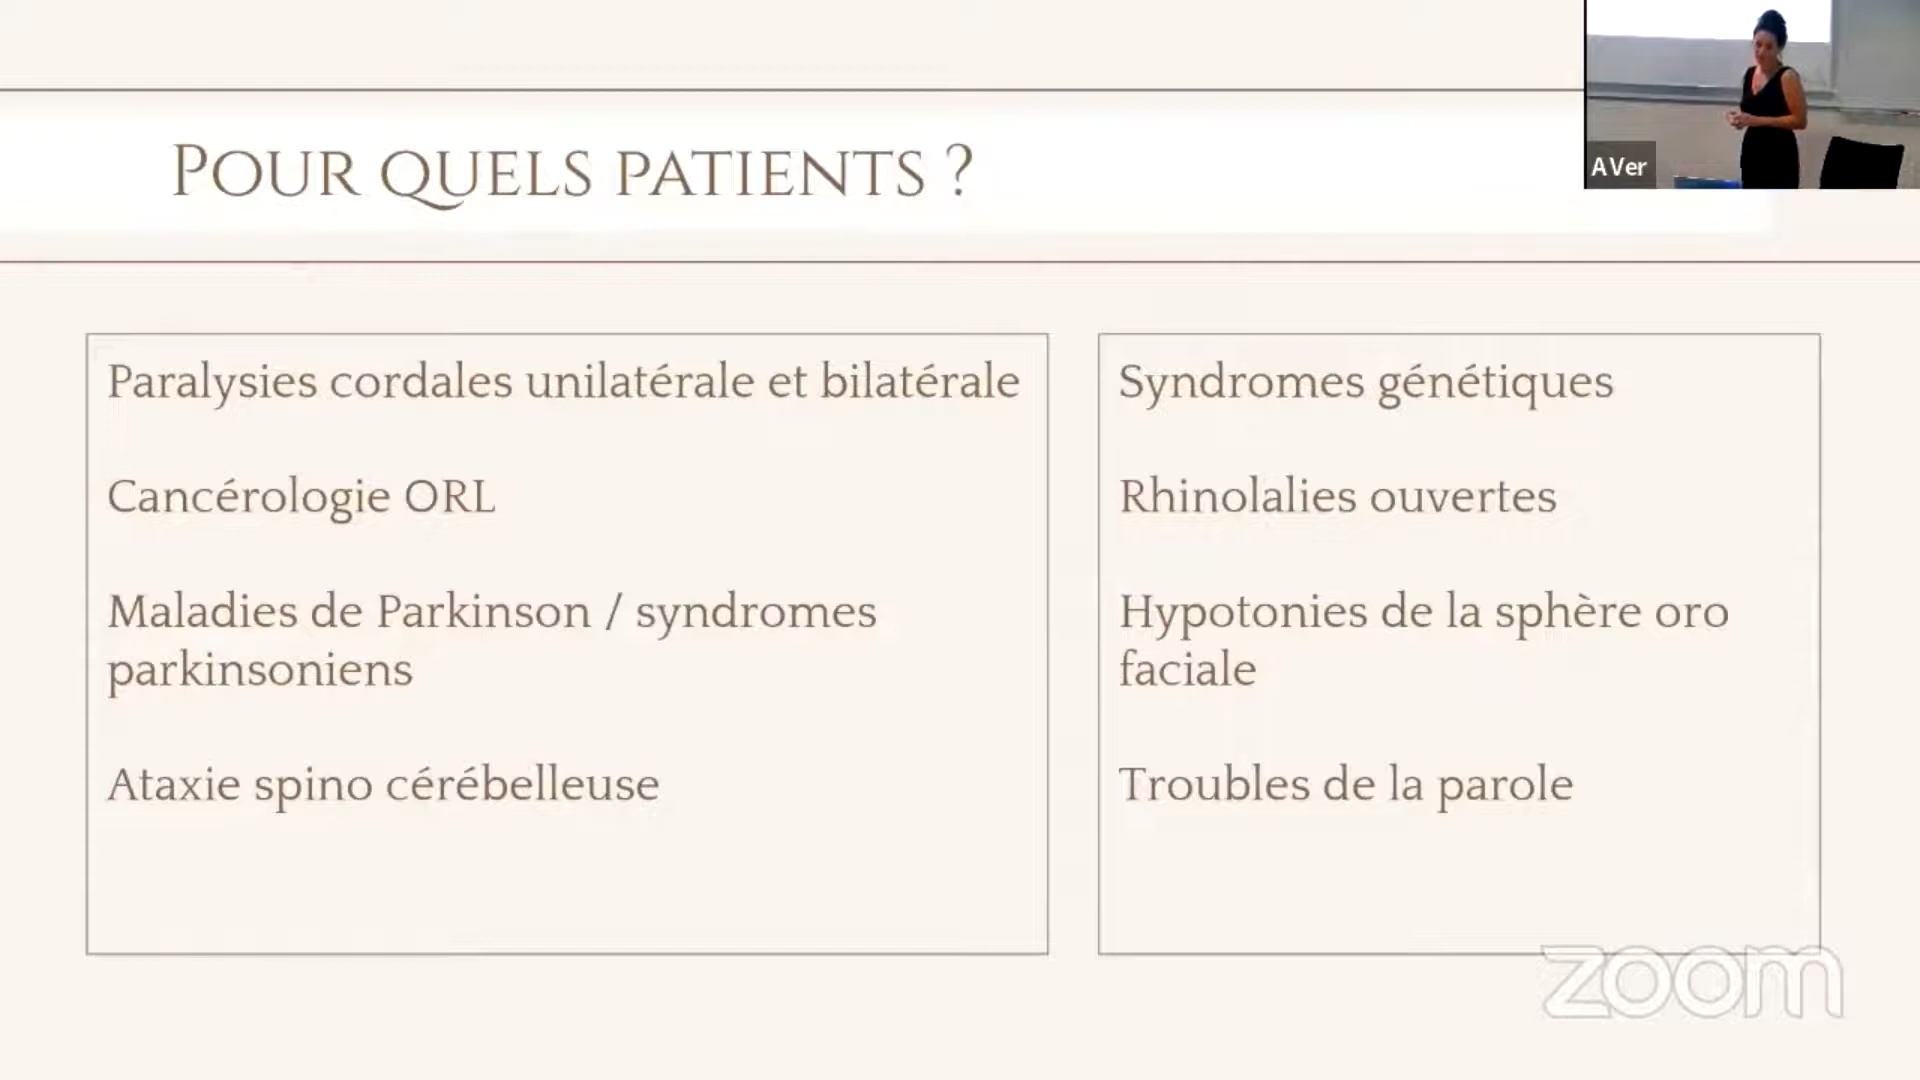 POUR QUELS PATIENTS ?
A Ver
Paralysies cordales unilatérale et bilatérale
Cancérologie ORL
Maladies de Parkinson / syndromes
parkinsoniens
Ataxie spino cérébelleuse
Syndromes génétiques
Rhinolalies ouvertes
Hypotonies de la sphère oro
faciale
Troubles de la parole
zoom